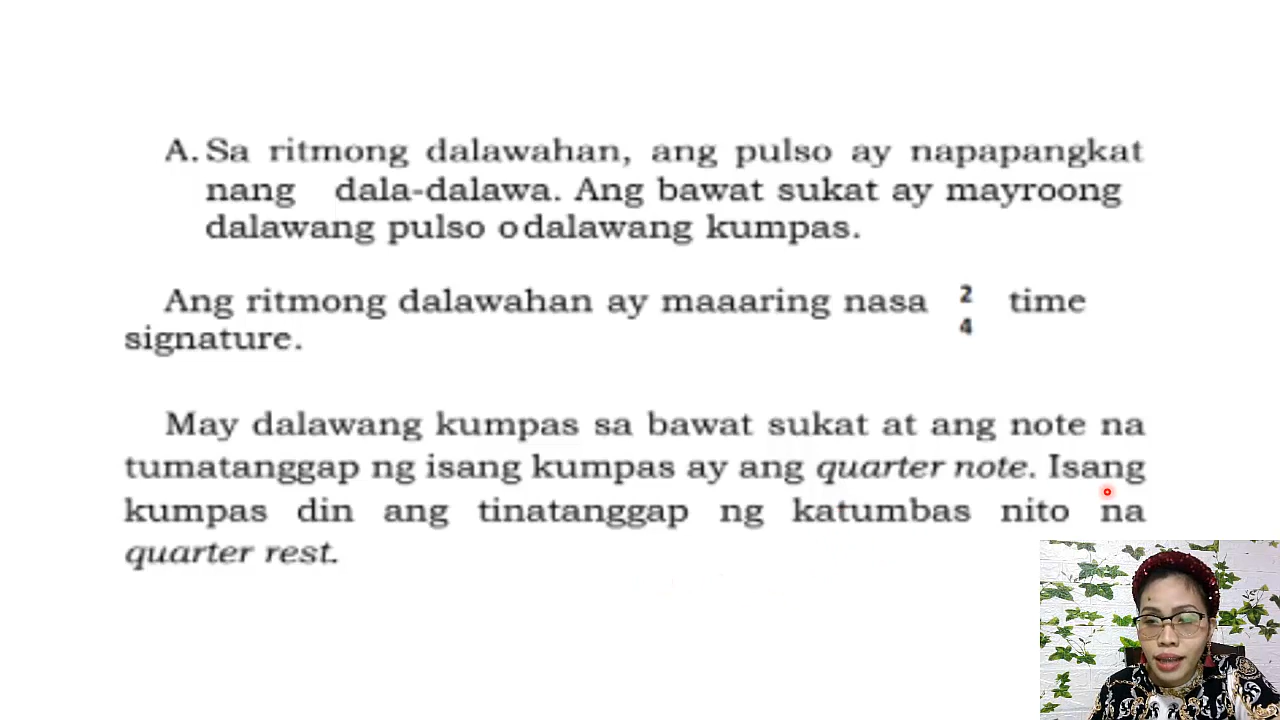 A. Sa ritmong dalawahan, ang pulso ay napapangkat
nang dala-dalawa. Ang bawat sukat ay mayroong
dalawang pulso o dalawang kumpas.
Ang ritmong dalawahan ay maaaring nasa 2/4 time
signature.
May dalawang kumpas sa bawat sukat at ang note na
tumatanggap ng isang kumpas ay ang quarter note. Isang
kumpas din ang tinatanggap ng katumbas nito na
quarter rest.